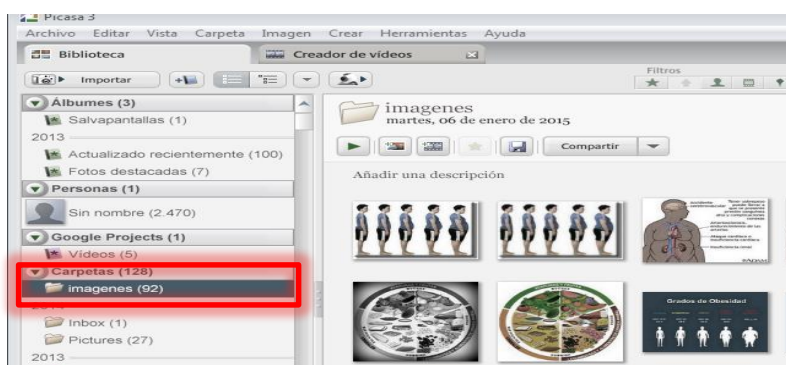 Picasa 3
Archivo Editar Vista Carpeta Imagen Crear Herramientas Ayuda
Biblioteca
Creador de vídeos
Importar
Filtros
Álbumes (3)
Salvapantallas (1)
2013
Actualizado recientemente (100)
Fotos destacadas (7)
Personas (1)
Sin nombre (2.470)
Google Projects (1)
Vídeos (5)
Carpetas (128)
imagenes (92)
Inbox (1)
Pictures (27)
2013
imagenes
martes, 06 de enero de 2015
Compartir
Añadir una descripción
Grados de Obesidad